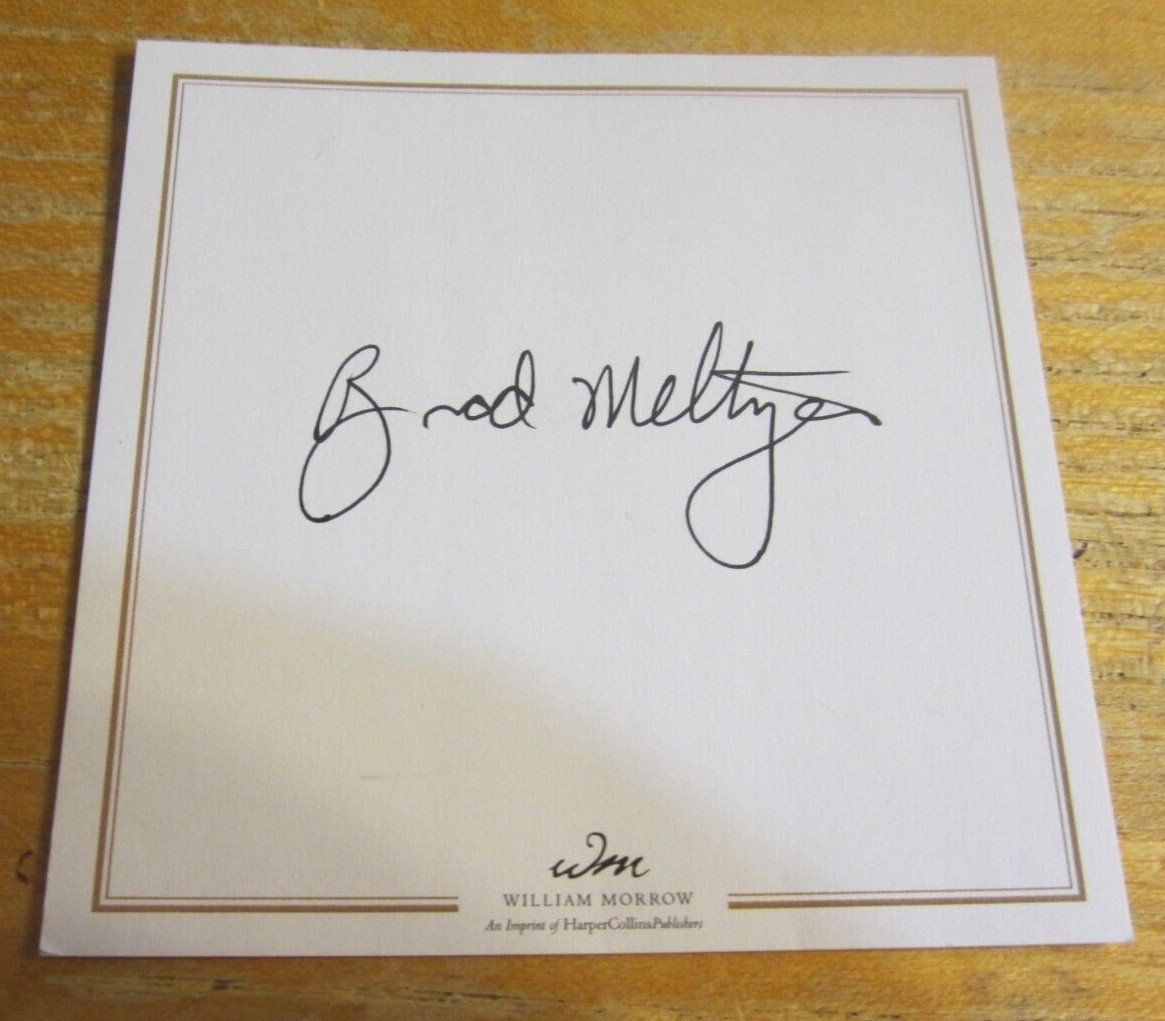 Brad Meltzer
wm
WILLIAM MORROW
An Imprint of HarperCollinsPublishers